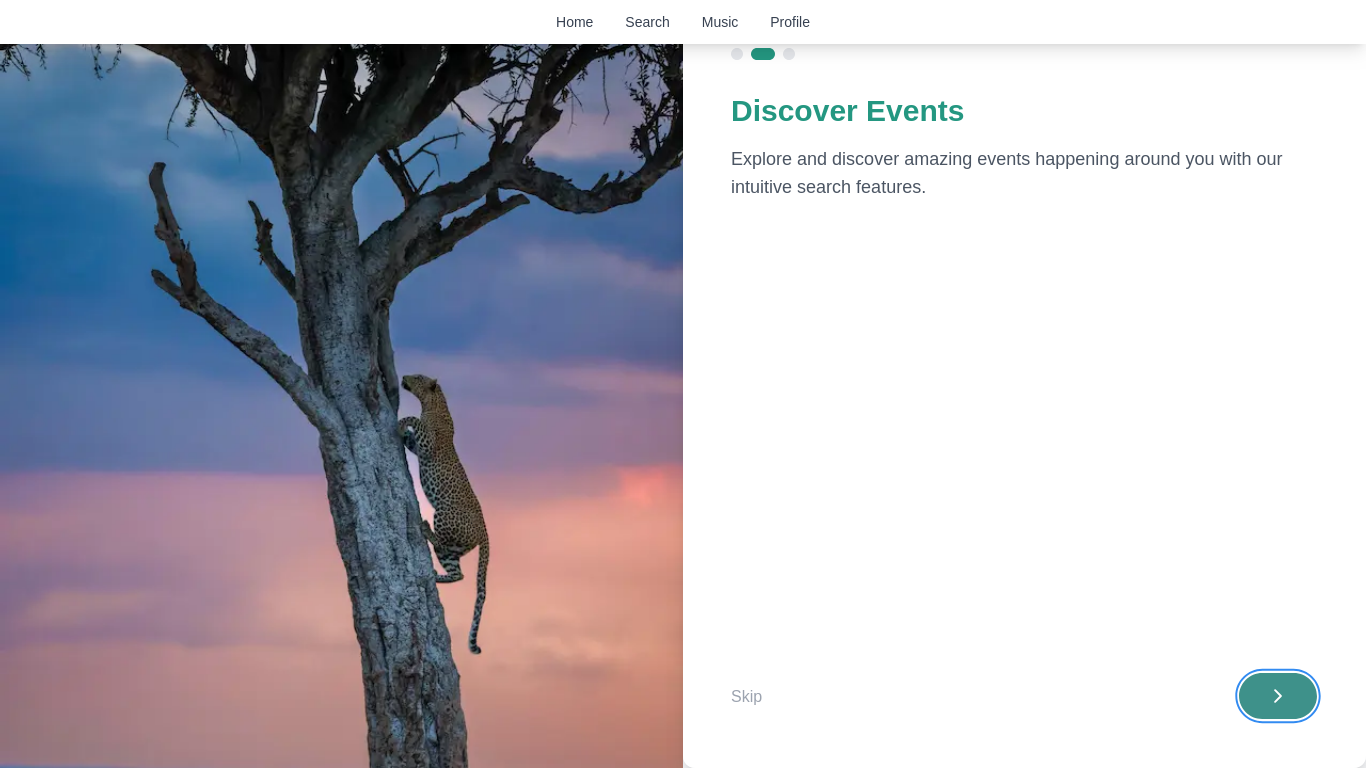 Home Search Music Profile
Discover Events
Explore and discover amazing events happening around you with our
intuitive search features.
Skip